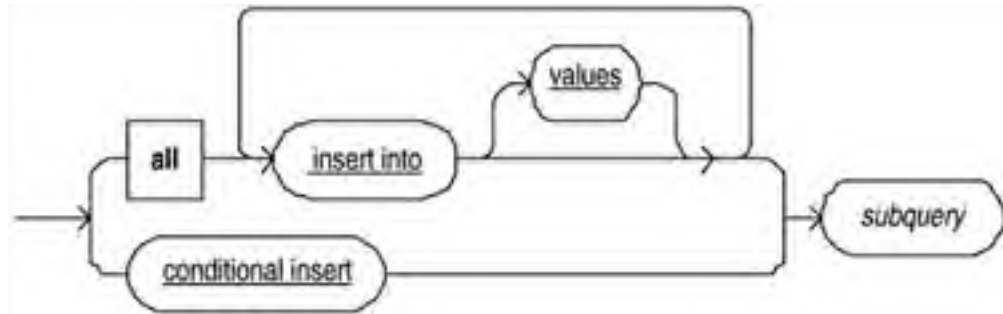 values
all
insert into
subquery
conditional insert